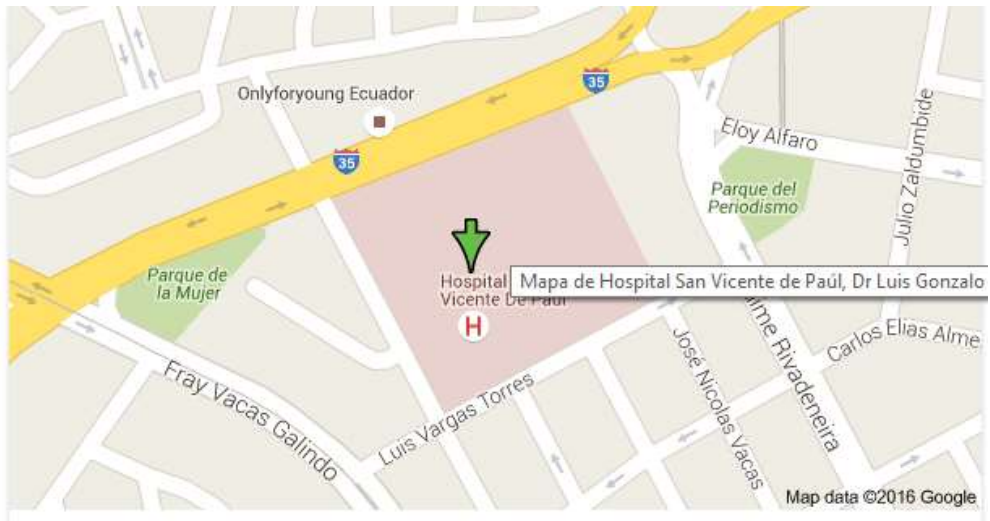 35
Onlyforyoung Ecuador
35
Eloy Alfaro
Julio Zaldumbide
Parque del
Periodismo
Parque de
la Mujer
Hospital
Vicente De Paúl
Mapa de Hospital San Vicente de Paúl, Dr Luis Gonzalo
H
Fray Vacas Galindo
Luis Vargas Torres
José Nicolas Vacas
Rivadeneira
Carlos Elias Alme
Map data ©2016 Google